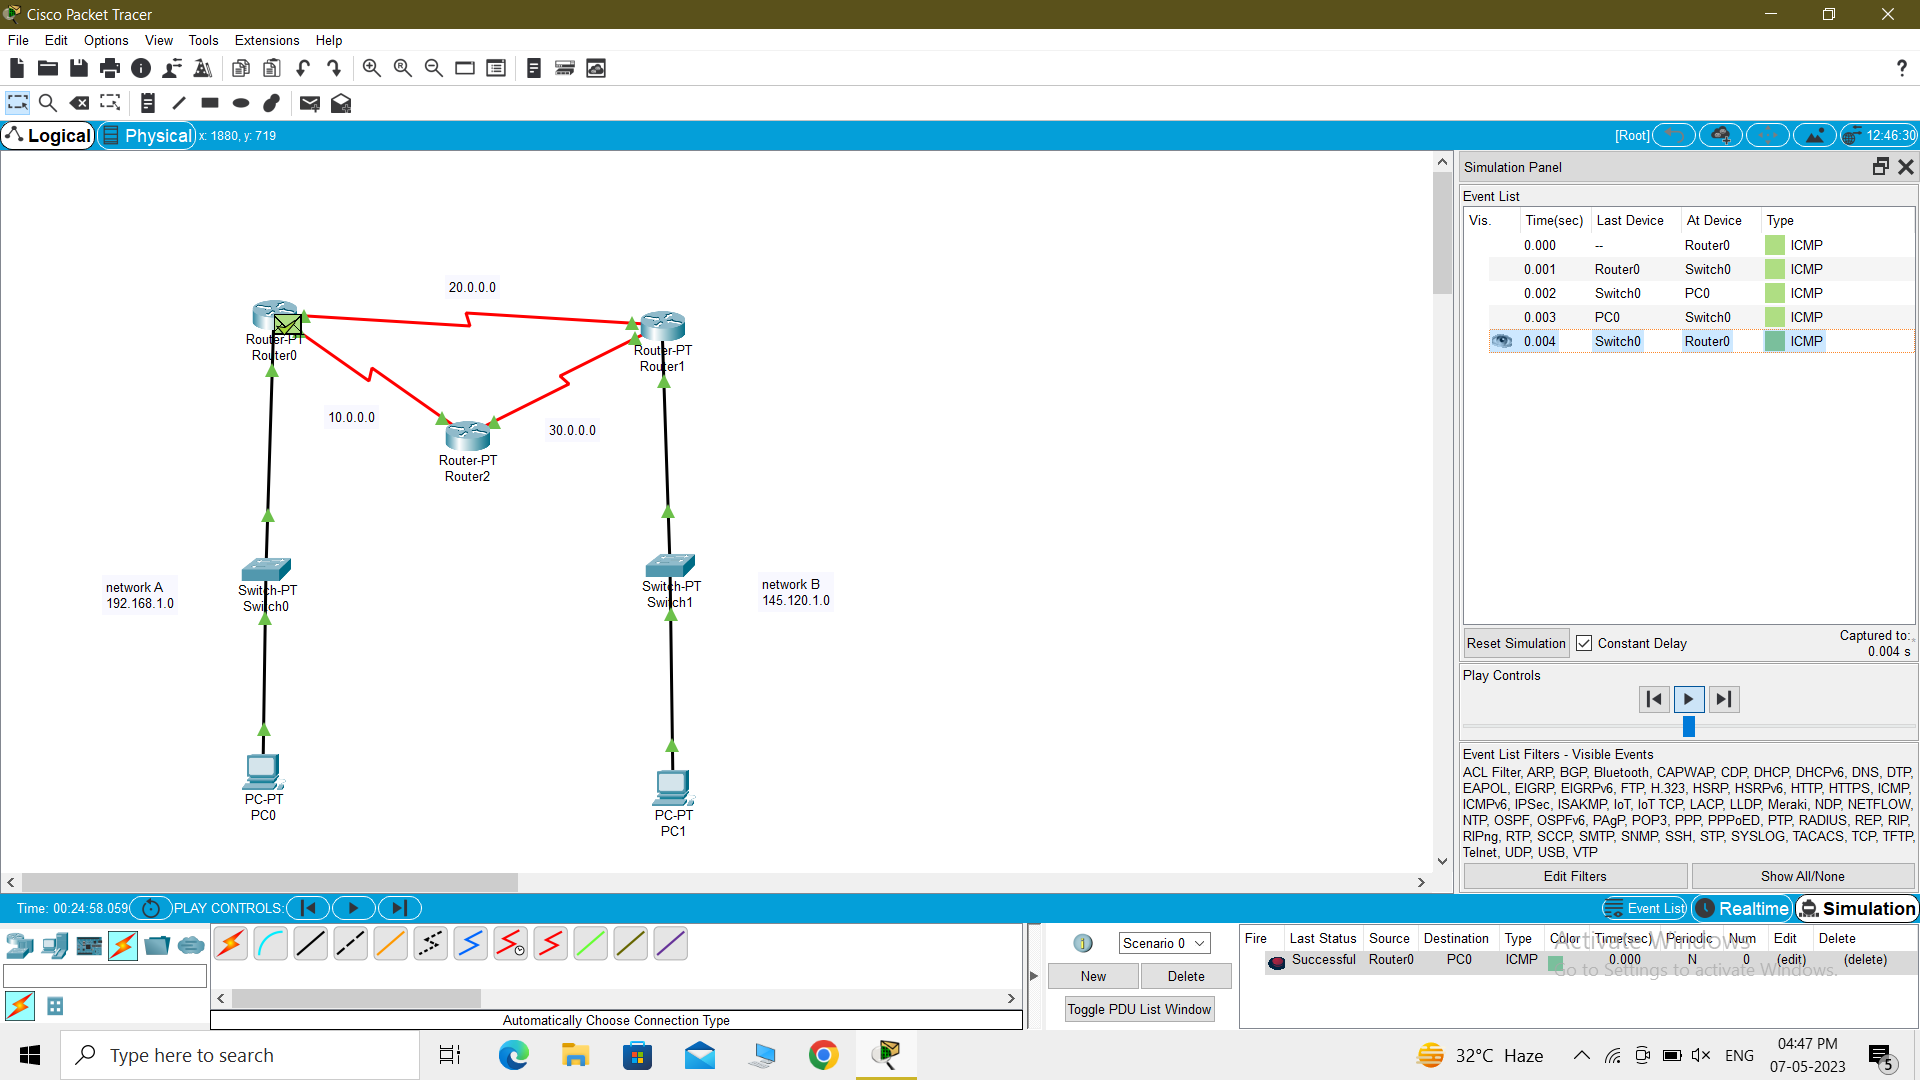 Cisco Packet Tracer
File Edit Options View Tools Extensions Help
?
Logical Physical x: 1880, y: 719
[Root] 12:46:30
20.0.0.0
Router-PT
Router0
Router-PT
Router1
10.0.0.0
30.0.0.0
Router-PT
Router2
network A
192.168.1.0
Switch-PT
Switch0
Switch-PT
Switch1
network B
145.120.1.0
PC-PT
PC0
PC-PT
PC1
Simulation Panel
Event List
Vis. Time(sec) Last Device At Device Type
0.000 -- Router0 ICMP
0.001 Router0 Switch0 ICMP
0.002 Switch0 PC0 ICMP
0.003 PC0 Switch0 ICMP
0.004 Switch0 Router0 ICMP
Reset Simulation Constant Delay
Captured to:
0.004 s
Play Controls
Event List Filters - Visible Events
ACL Filter, ARP, BGP, Bluetooth, CAPWAP, CDP, DHCP, DHCPv6, DNS, DTP,
EAPOL, EIGRP, EIGRPv6, FTP, H.323, HSRP, HSRPv6, HTTP, HTTPS, ICMP,
ICMPv6, IPSec, ISAKMP, IoT, IoT TCP, LACP, LLDP, Meraki, NDP, NETFLOW,
NTP, OSPF, OSPFv6, PAgP, POP3, PPP, PPPoED, PTP, RADIUS, REP, RIP,
RIPng, RTP, SCCP, SMTP, SNMP, SSH, STP, SYSLOG, TACACS, TCP, TFTP,
Telnet, UDP, USB, VTP
Edit Filters Show All/None
Time: 00:24:58.059 PLAY CONTROLS:
Event List Realtime Simulation
Automatically Choose Connection Type
1
Scenario 0
New Delete
Toggle PDU List Window
Fire Last Status Source Destination Type Color Time(sec) Periodic Num Edit Delete
Successful Router0 PC0 ICMP 0.000 N 0 (edit) (delete)
Activate Windows
Go to Settings to activate Windows.
Type here to search
32°C Haze
ENG
04:47 PM
07-05-2023
5